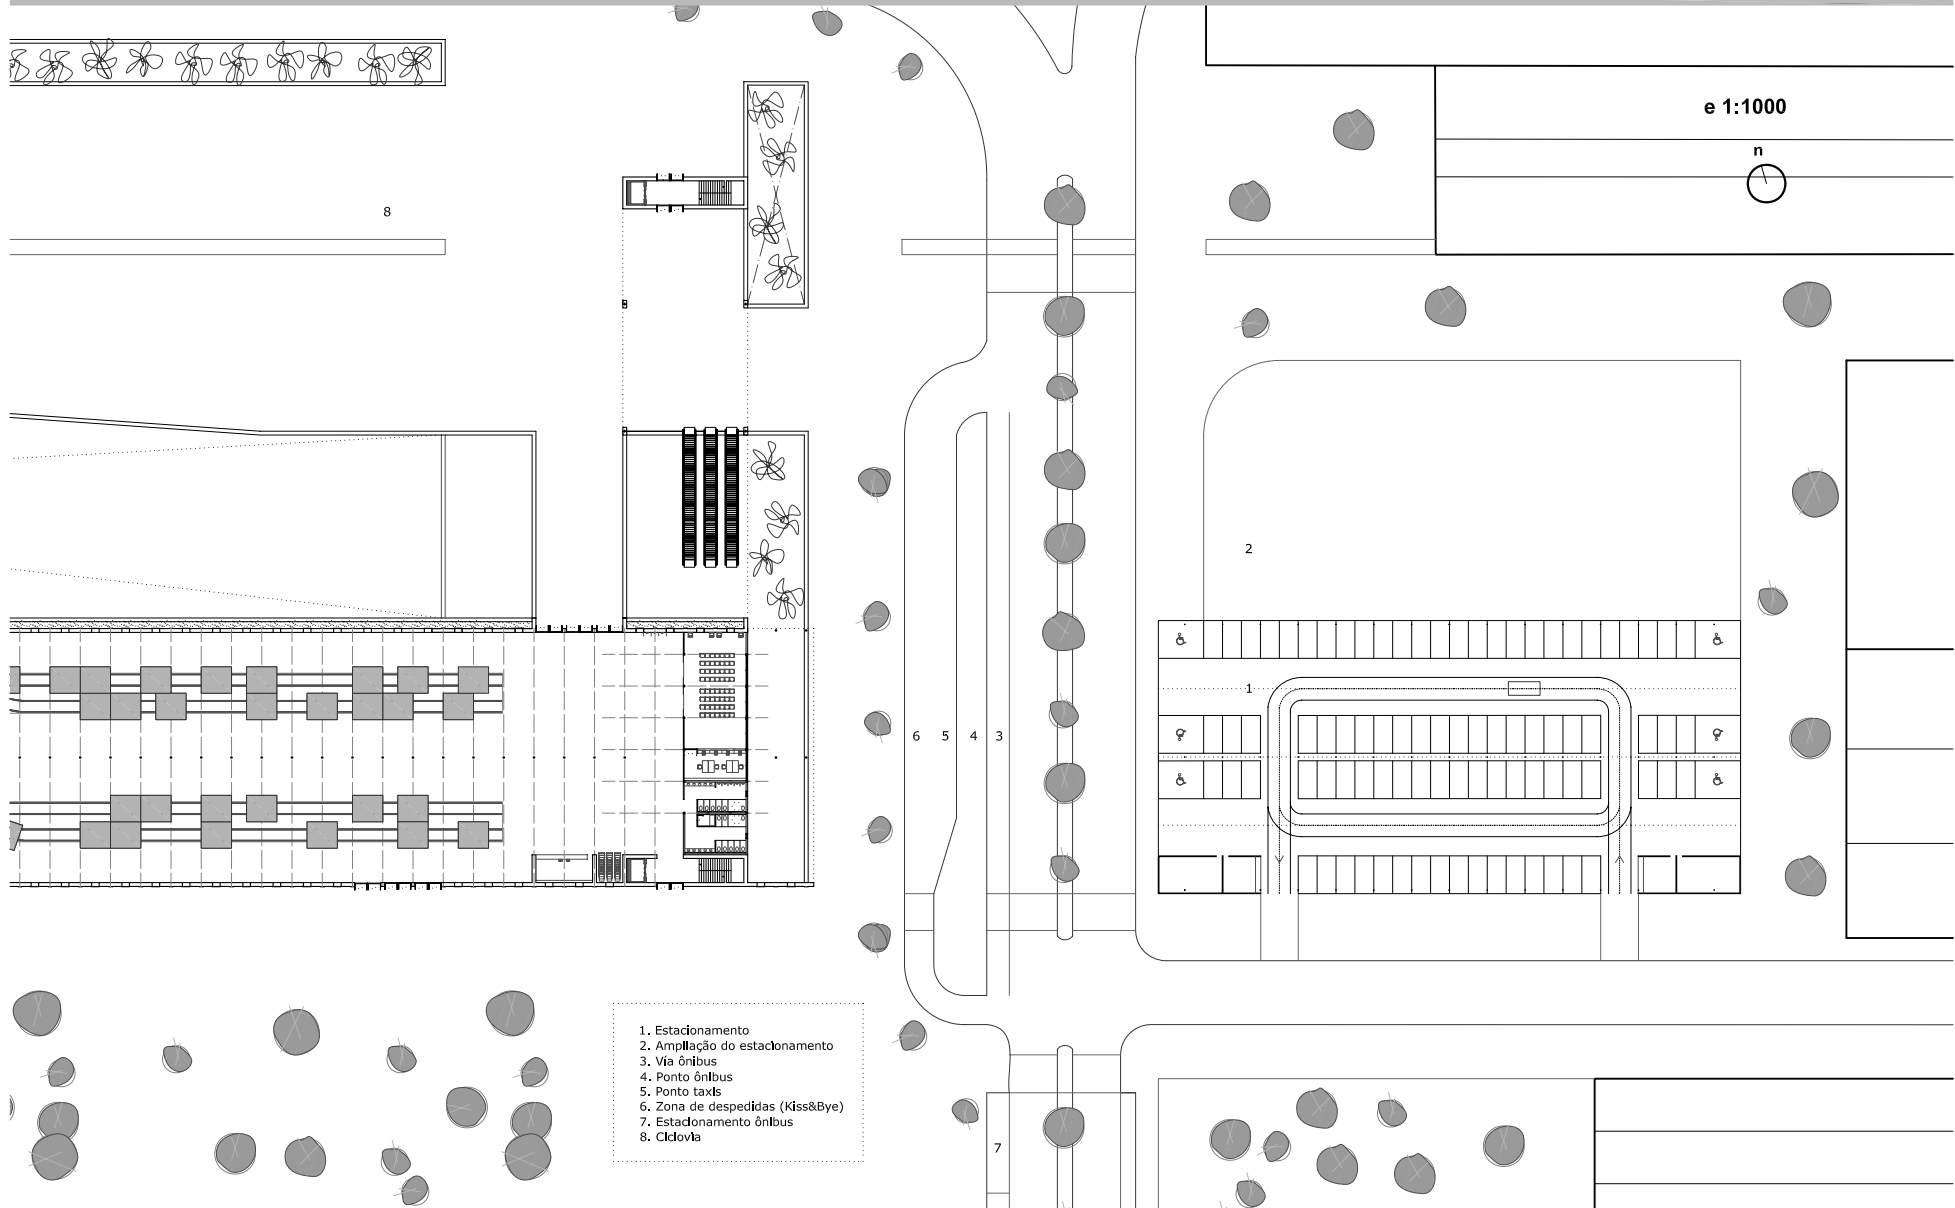 e 1:1000
n
8
2
1
6 5 4 3
1. Estacionamento
2. Ampliação do estacionamento
3. Vía ônibus
4. Ponto ônibus
5. Ponto taxis
6. Zona de despedidas (Kiss&Bye)
7. Estacionamento ônibus
8. Ciclovia
7